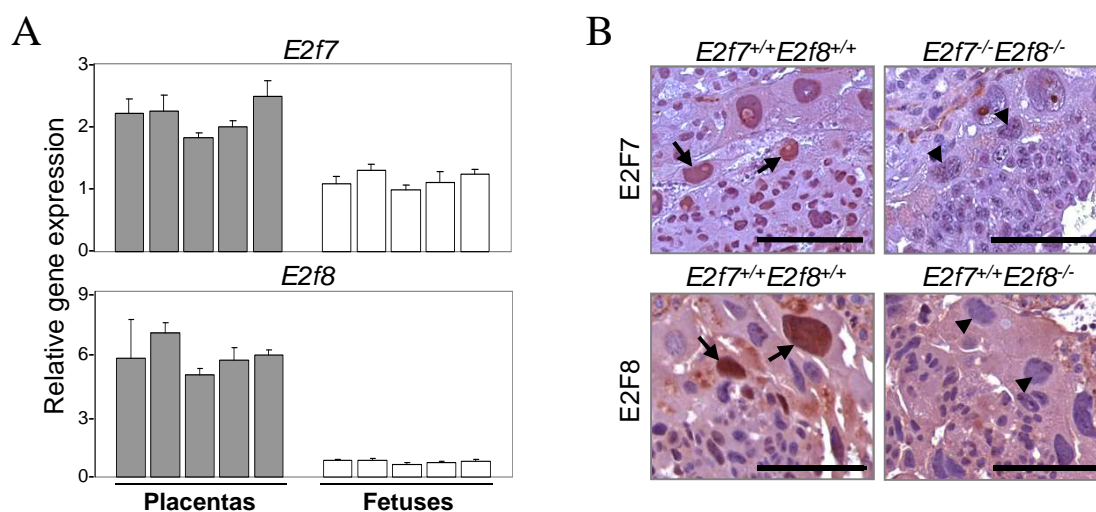 A
E2f7
Relative gene expression
3
2
1
0
E2f8
9
6
3
0
Placentas
Fetuses
B
E2f7+/+E2f8+/+
E2f7-/-E2f8-/-
E2F7
E2f7+/+E2f8+/+
E2f7+/+E2f8-/-
E2F8